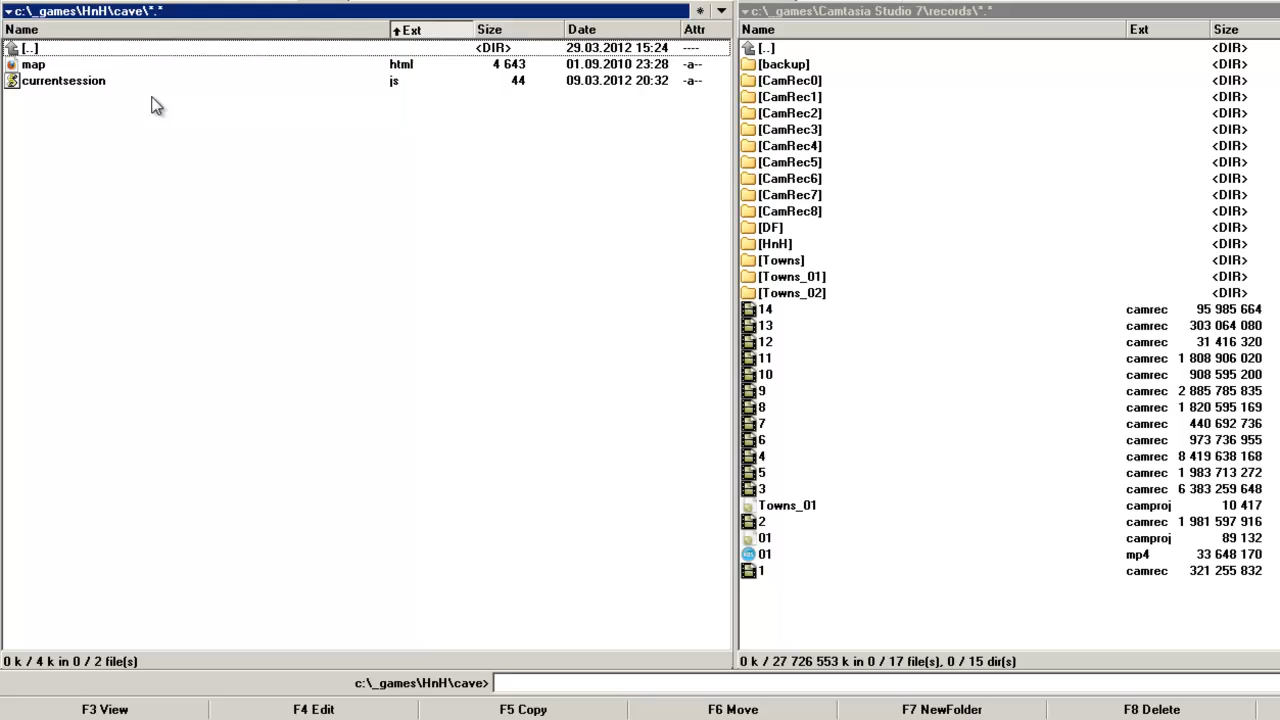 c:\_games\HnH\cave\*.*
Name Ext Size Date Attr
[..] <DIR> 29.03.2012 15:24 ----
map html 4 643 01.09.2010 23:28 -a--
currentsession js 44 09.03.2012 20:32 -a--
0 k / 4 k in 0 / 2 file(s)
c:\_games\Camtasia Studio 7\records\*.*
Name Ext Size
[..] <DIR>
[backup] <DIR>
[CamRec0] <DIR>
[CamRec1] <DIR>
[CamRec2] <DIR>
[CamRec3] <DIR>
[CamRec4] <DIR>
[CamRec5] <DIR>
[CamRec6] <DIR>
[CamRec7] <DIR>
[CamRec8] <DIR>
[DF] <DIR>
[HnH] <DIR>
[Towns] <DIR>
[Towns_01] <DIR>
[Towns_02] <DIR>
14 camrec 95 985 664
13 camrec 303 064 080
12 camrec 31 416 320
11 camrec 1 808 906 020
10 camrec 908 595 200
9 camrec 2 885 785 835
8 camrec 1 820 595 169
7 camrec 440 692 736
6 camrec 973 736 955
4 camrec 8 419 638 168
5 camrec 1 983 713 272
3 camrec 6 383 259 648
Towns_01 camproj 10 417
2 camrec 1 981 597 916
01 camproj 89 132
01 mp4 33 648 170
1 camrec 321 255 832
0 k / 27 726 553 k in 0 / 17 file(s), 0 / 15 dir(s)
c:\_games\HnH\cave>
F3 View F4 Edit F5 Copy F6 Move F7 NewFolder F8 Delete